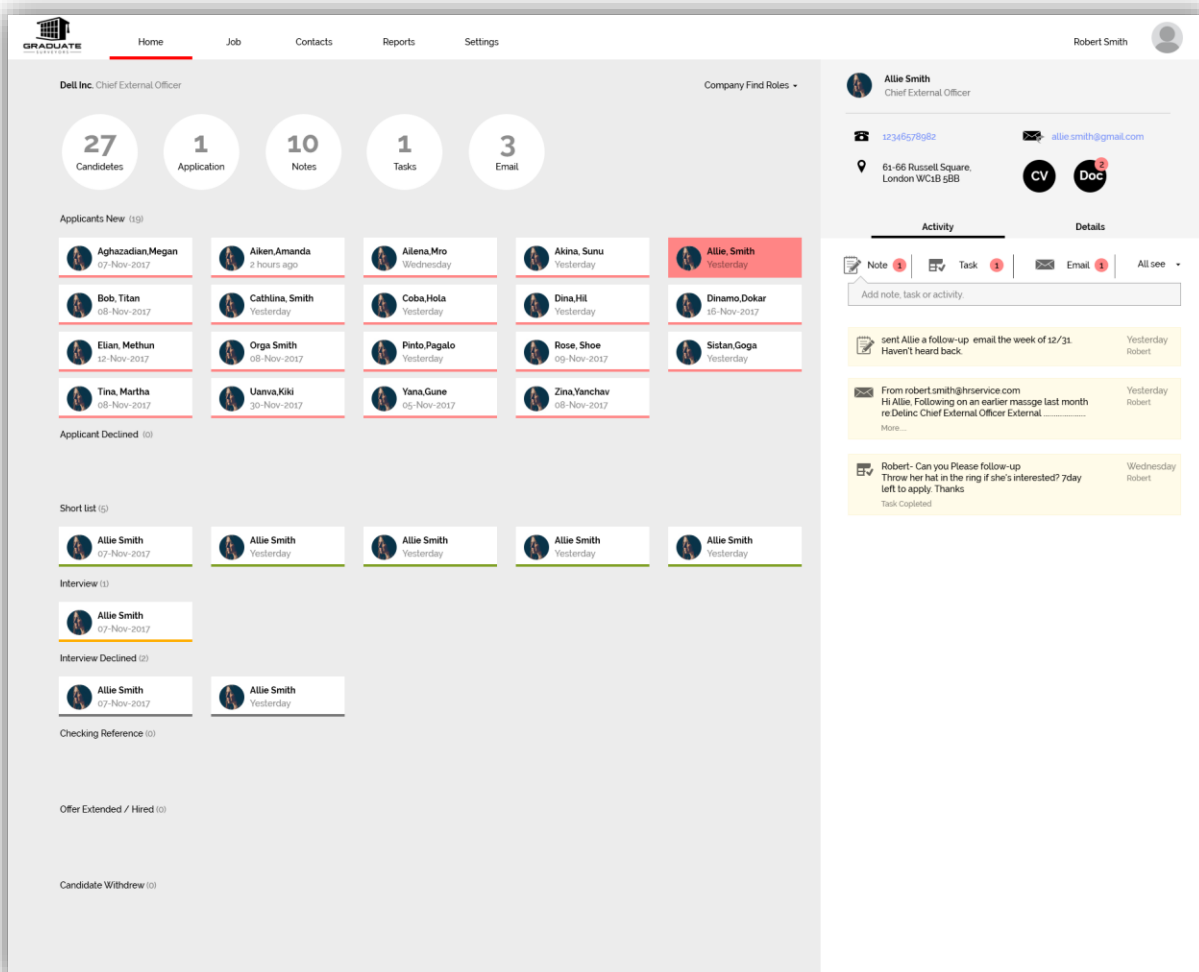 GRADUATE
SURVEYORS
Home
Job
Contacts
Reports
Settings
Robert Smith
Dell Inc, Chief External Officer
Company Find Roles
27
Candidetes
1
Application
10
Notes
1
Tasks
3
Email
Applicants New (19)
Aghazadian,Megan
07-Nov-2017
Aiken,Amanda
2 hours ago
Ailena,Mro
Wednesday
Akina, Sunu
Yesterday
Allie, Smith
Yesterday
Bob, Titan
08-Nov-2017
Cathlina, Smith
Yesterday
Coba,Hola
Yesterday
Dina,Hil
Yesterday
Dinamo,Dokar
16-Nov-2017
Elian, Methun
12-Nov-2017
Orga Smith
08-Nov-2017
Pinto,Pagalo
Yesterday
Rose, Shoe
09-Nov-2017
Sistan,Goga
Yesterday
Tina, Martha
08-Nov-2017
Uanva,Kiki
30-Nov-2017
Yana,Gune
05-Nov-2017
Zina,Yanchav
08-Nov-2017
Applicant Declined (0)
Short list (5)
Allie Smith
07-Nov-2017
Allie Smith
Yesterday
Allie Smith
Yesterday
Allie Smith
Yesterday
Allie Smith
Yesterday
Interview (1)
Allie Smith
07-Nov-2017
Interview Declined (2)
Allie Smith
07-Nov-2017
Allie Smith
Yesterday
Checking Reference (0)
Offer Extended / Hired (0)
Candidate Withdrew (0)
Allie Smith
Chief External Officer
12346578982
allie.smith@gmail.com
61-66 Russell Square,
London WC1B 5BB
CV
Doc
2
Activity
Details
Note 1
Task 1
Email 1
All see
Add note, task or activity.
sent Allie a follow-up email the week of 12/31.
Haven't heard back.
Yesterday
Robert
From robert.smith@hrservice.com
Hi Allie, Following on an earlier massge last month
re:Delinc Chief External Officer External ....................
More.....
Yesterday
Robert
Robert- Can you Please follow-up
Throw her hat in the ring if she's interested? 7day
left to apply. Thanks
Task Copleted
Wednesday
Robert